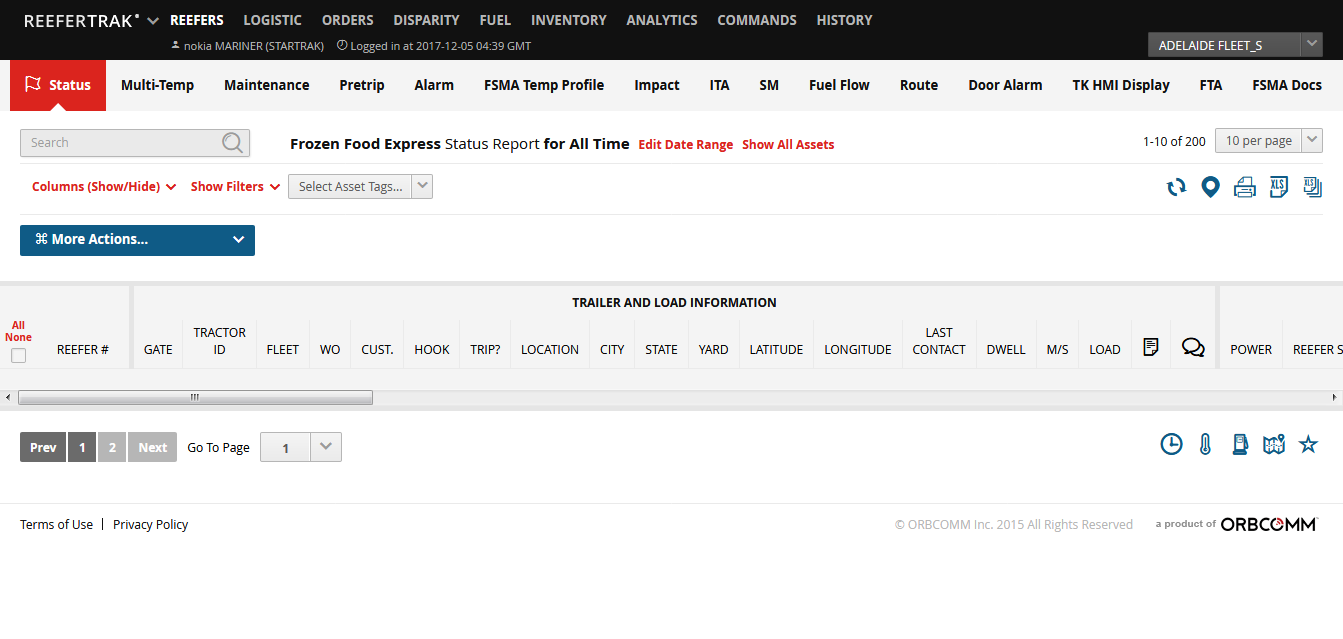 REEFERTRAK REEFERS LOGISTIC ORDERS DISPARITY FUEL INVENTORY ANALYTICS COMMANDS HISTORY
nokia MARINER (STARTRAK) Logged in at 2017-12-05 04:39 GMT
ADELAIDE FLEET_S
Status Multi-Temp Maintenance Pretrip Alarm FSMA Temp Profile Impact ITA SM Fuel Flow Route Door Alarm TK HMI Display FTA FSMA Docs
Search Frozen Food Express Status Report for All Time Edit Date Range Show All Assets 1-10 of 200 10 per page
Columns (Show/Hide) Show Filters Select Asset Tags... XLS XLS
⌘ More Actions...
TRAILER AND LOAD INFORMATION
All
None
REEFER # GATE TRACTOR ID FLEET WO CUST. HOOK TRIP? LOCATION CITY STATE YARD LATITUDE LONGITUDE LAST CONTACT DWELL M/S LOAD POWER REEFER S
Prev 1 2 Next Go To Page 1
Terms of Use | Privacy Policy © ORBCOMM Inc. 2015 All Rights Reserved a product of ORBCOMM